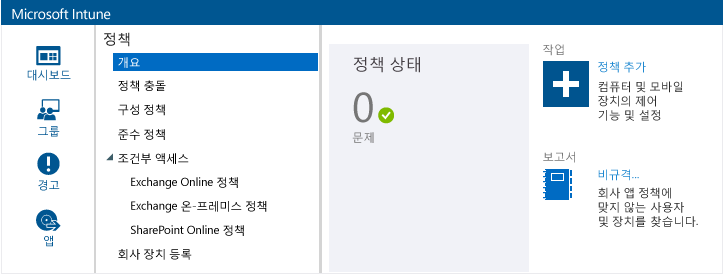 Microsoft Intune
대시보드
그룹
경고
앱
정책
개요
정책 충돌
구성 정책
준수 정책
조건부 액세스
Exchange Online 정책
Exchange 온-프레미스 정책
SharePoint Online 정책
회사 장치 등록
정책 상태
0
문제
작업
정책 추가
컴퓨터 및 모바일
장치의 제어
기능 및 설정
보고서
비규격...
회사 앱 정책에
맞지 않는 사용자
및 장치를 찾습니다.